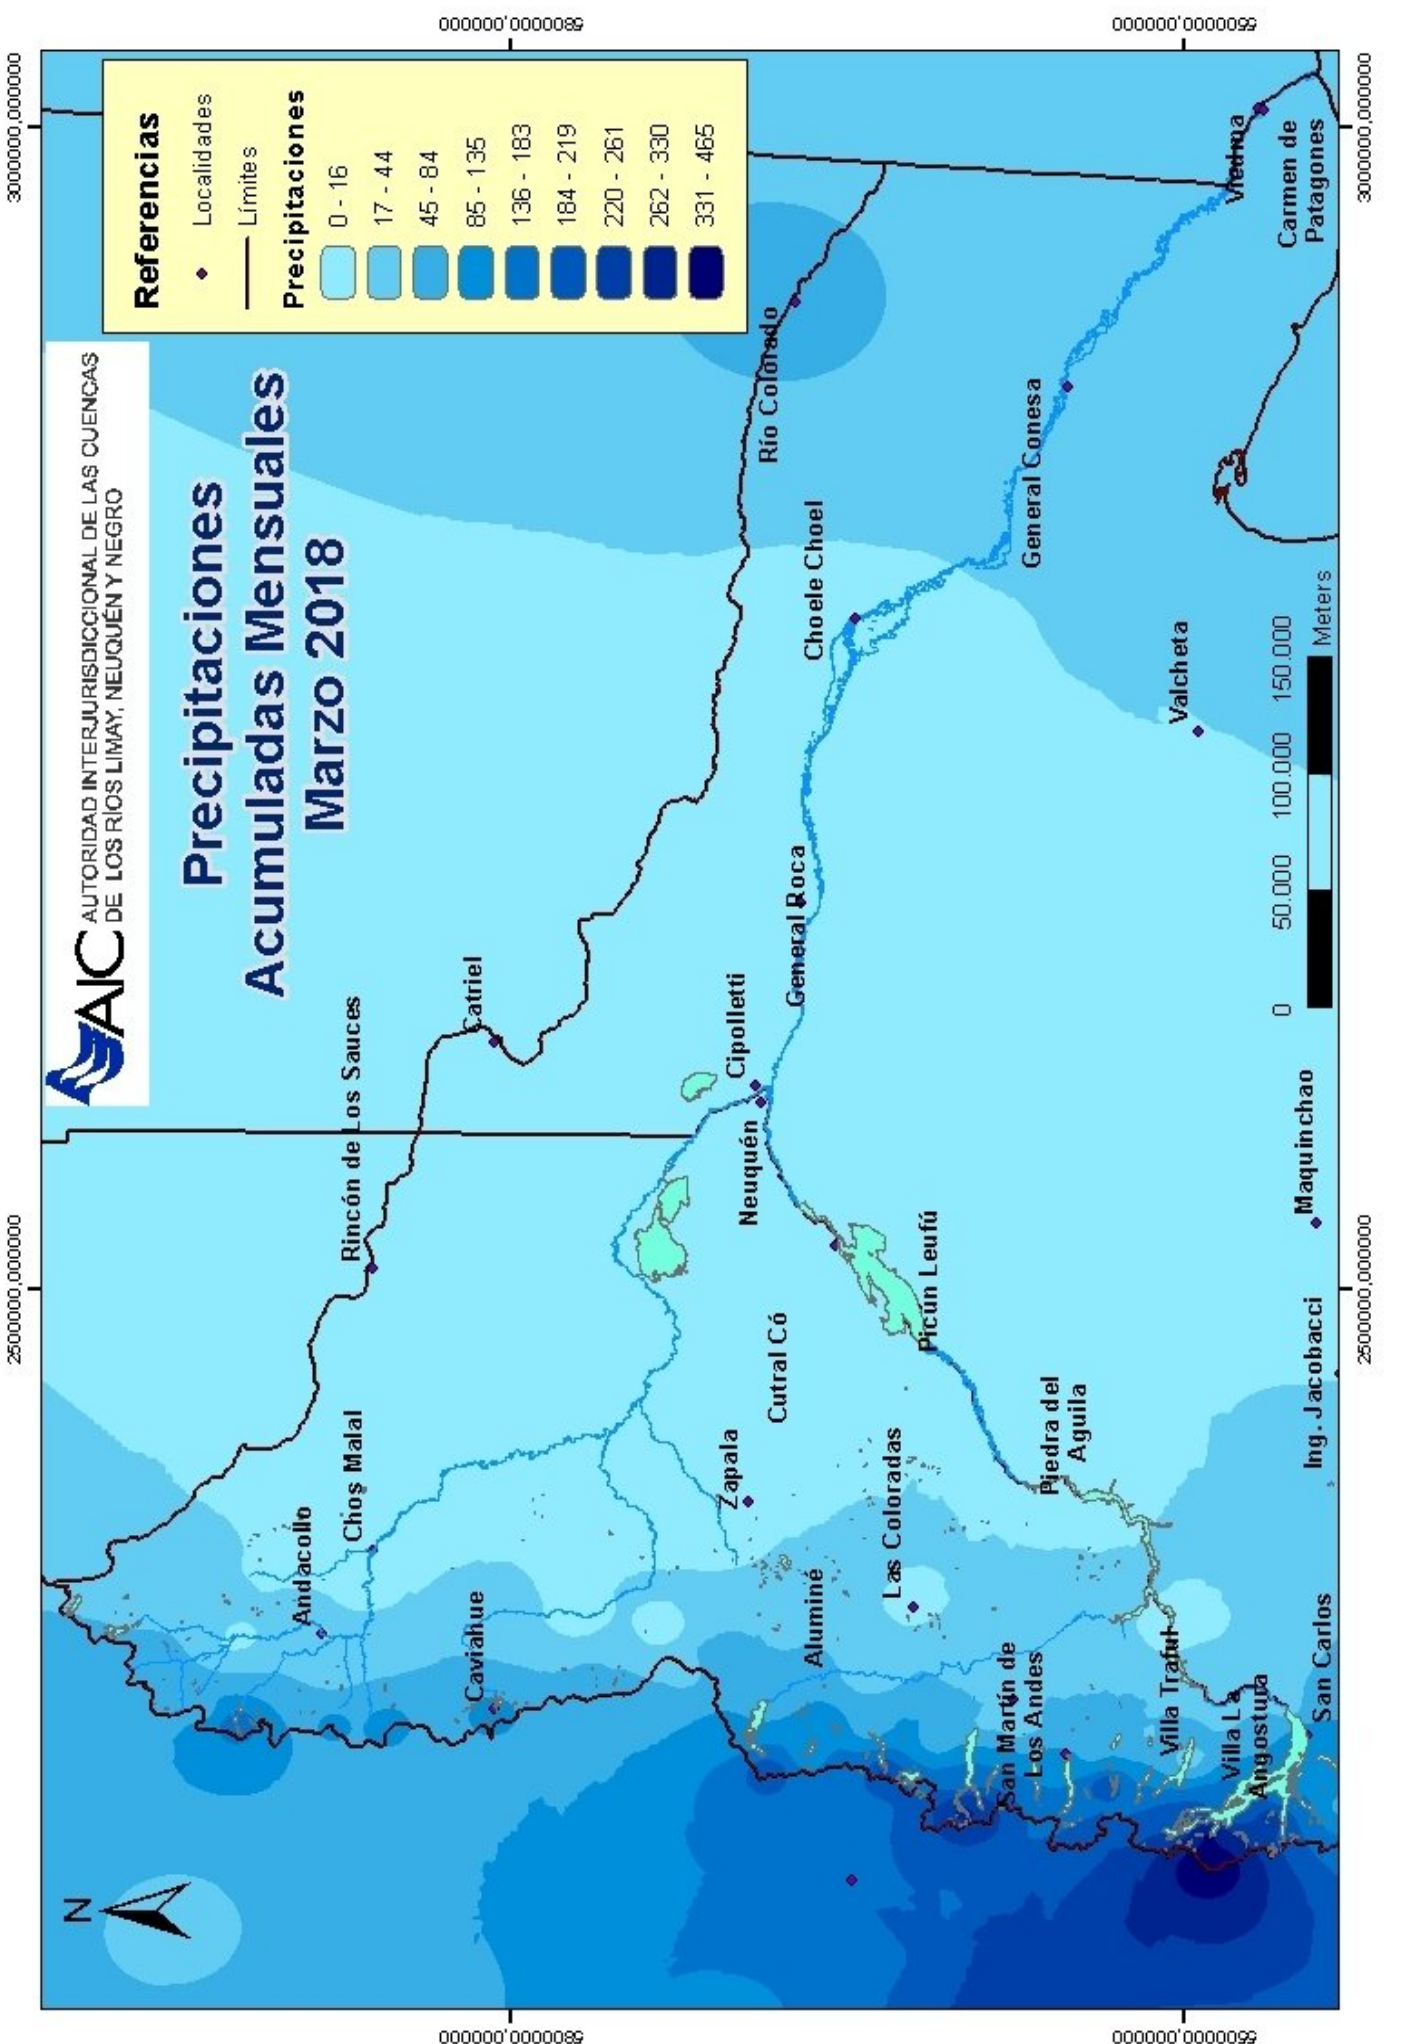 AIC
AUTORIDAD INTERJURISDICCIONAL DE LAS CUENCAS
DE LOS RÍOS LIMAY, NEUQUÉN Y NEGRO
Precipitaciones
Acumuladas Mensuales
Marzo 2018
Referencias
Localidades
Límites
Precipitaciones
0 - 16
17 - 44
45 - 84
85 - 135
136 - 183
184 - 219
220 - 261
262 - 330
331 - 465
N
2500000,000000
3000000,000000
Andacollo
Chos Malal
Rincón de Los Sauces
Catriel
Caviahue
Zapala
Cutral Có
Neuquén
Cipolletti
General Roca
Choele Choel
Río Colorado
Aluminé
Las Coloradas
Picún Leufú
General Conesa
San Martín de
Los Andes
Piedra del
Aguila
Villa Traful
Valcheta
Viedma
Villa La
Angostura
Carmen de
Patagones
San Carlos
Ing. Jacobacci
Maquinchao
0 50.000 100.000 150.000
Meters
2500000,000000
3000000,000000